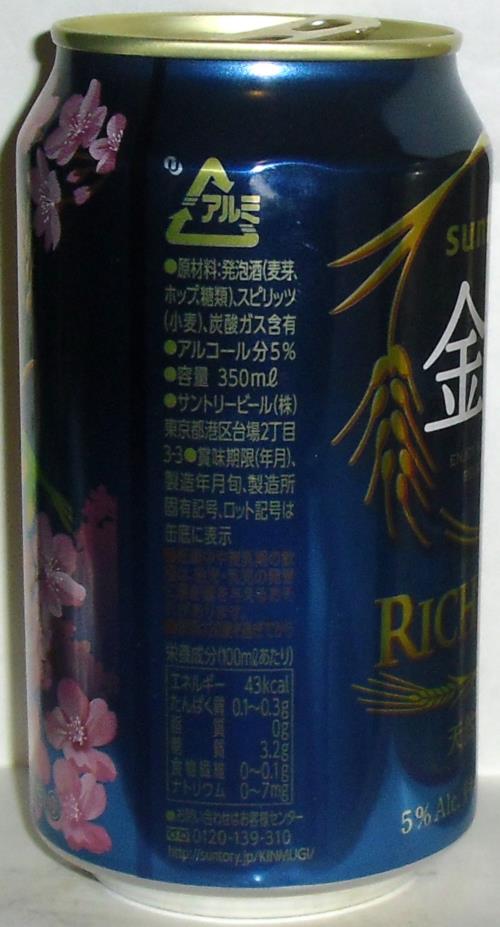 アルミ
●原材料:発泡酒(麦芽、
ホップ、糖類)、スピリッツ
(小麦)、炭酸ガス含有
●アルコール分5%
●容量 350mℓ
●サントリービール(株)
東京都港区台場2丁目
3-3●賞味期限(年月)、
製造年月旬、製造所
固有記号、ロット記号は
缶底に表示
栄養成分(100mℓあたり)
エネルギー 43kcal
たんぱく質 0.1〜0.3g
脂質 0g
糖質 3.2g
食物繊維 0〜0.1g
ナトリウム 0〜7mg
●お問い合わせはお客様センター
0120-139-310
http://suntory.jp/KINMUGI/
sun
金
RICH
5% Alc.